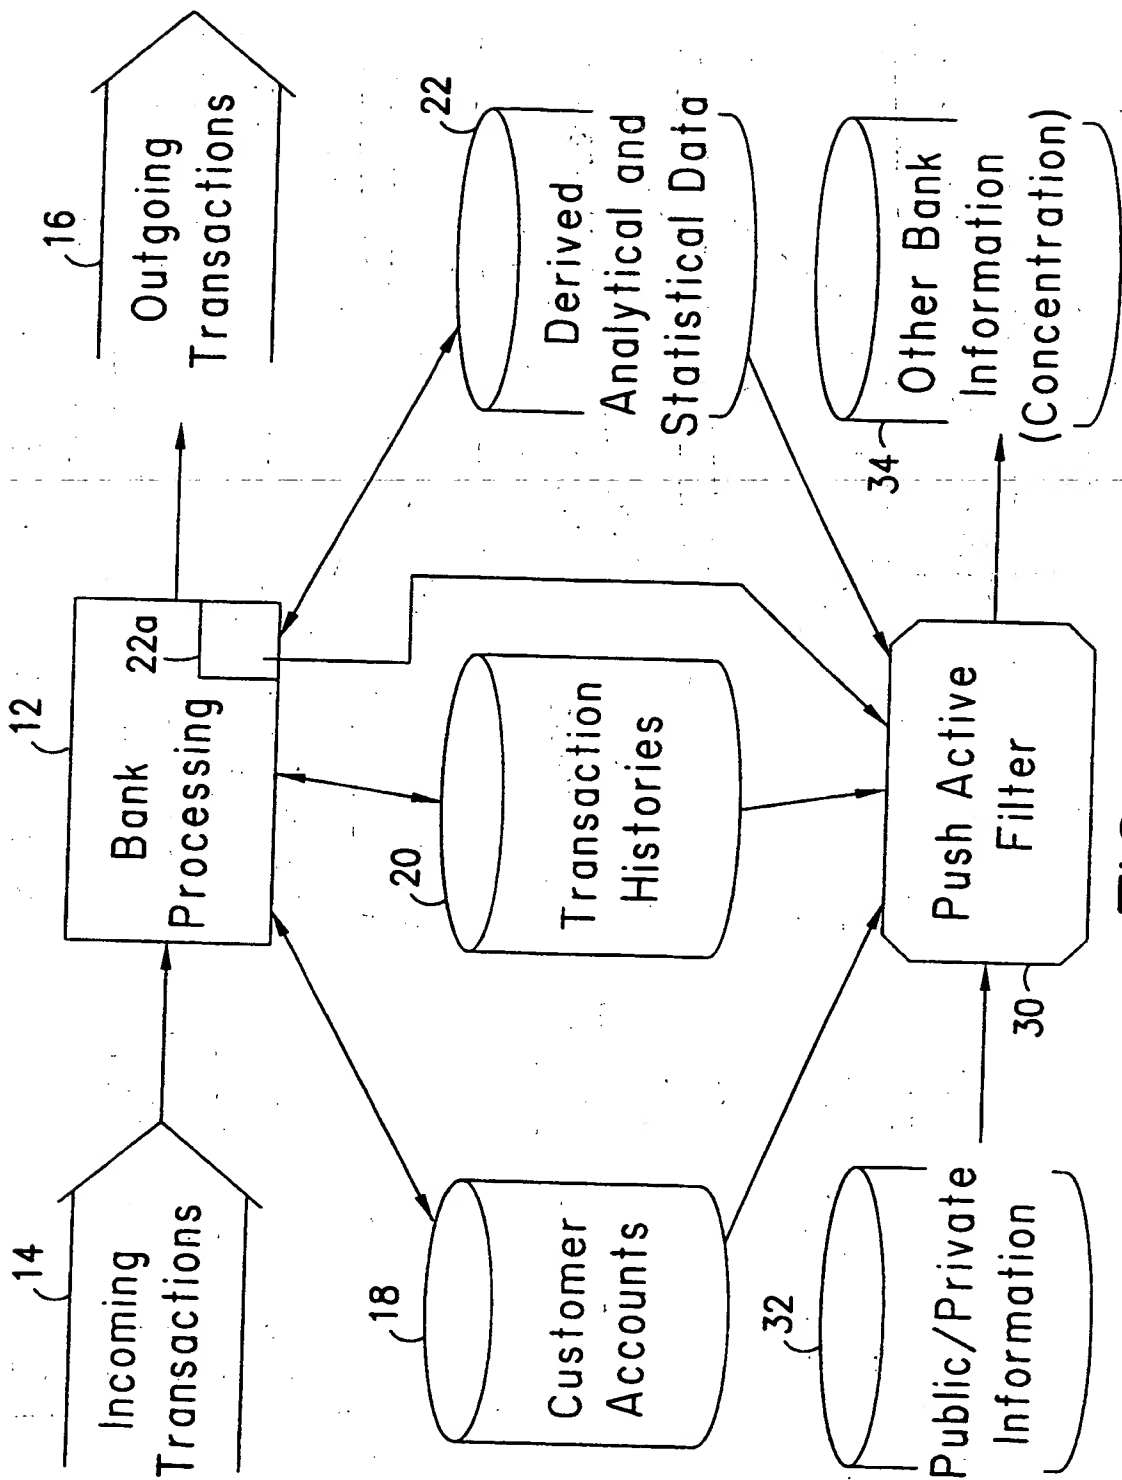 14
Incoming
Transactions
12
Bank
Processing
22a
16
Outgoing
Transactions
18
Customer
Accounts
20
Transaction
Histories
22
Derived
Analytical and
Statistical Data
32
Public/Private
Information
30
Push Active
Filter
34
Other Bank
Information
(Concentration)